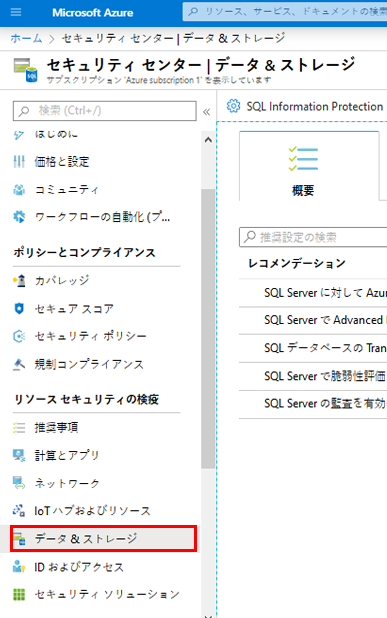 Microsoft Azure
リソース、サービス、ドキュメントの検索
ホーム > セキュリティ センター | データ & ストレージ
セキュリティ センター | データ & ストレージ
サブスクリプション 'Azure subscription 1' を表示しています
検索 (Ctrl+/)
«
SQL Information Protection
はじめに
価格と設定
コミュニティ
ワークフローの自動化 (プ...
ポリシーとコンプライアンス
カバレッジ
セキュア スコア
セキュリティ ポリシー
規制コンプライアンス
リソース セキュリティの検疫
推奨事項
計算とアプリ
ネットワーク
IoT ハブおよびリソース
データ & ストレージ
ID およびアクセス
セキュリティ ソリューション
概要
推奨設定の検索
レコメンデーション
SQL Server に対して Azu
SQL Server で Advanced
SQL データベースの Tran
SQL Server で脆弱性評価
SQL Server の監査を有効